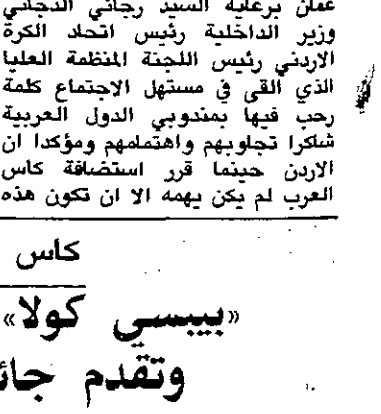 عمان برعاية السيد رجائي الدجاني
وزير الداخلية رئيس اتحاد الكرة
الاردني رئيس اللجنة المنظمة العليا
الذي القى في مستهل الاجتماع كلمة
رحب فيها بمندوبي الدول العربية
شاكرا تجاوبهم واهتمامهم ومؤكدا ان
الاردن حينما قرر استضافة كاس
العرب لم يكن يهمه الا ان تكون هذه
كاس
«بيبسي كولا»
وتقدم